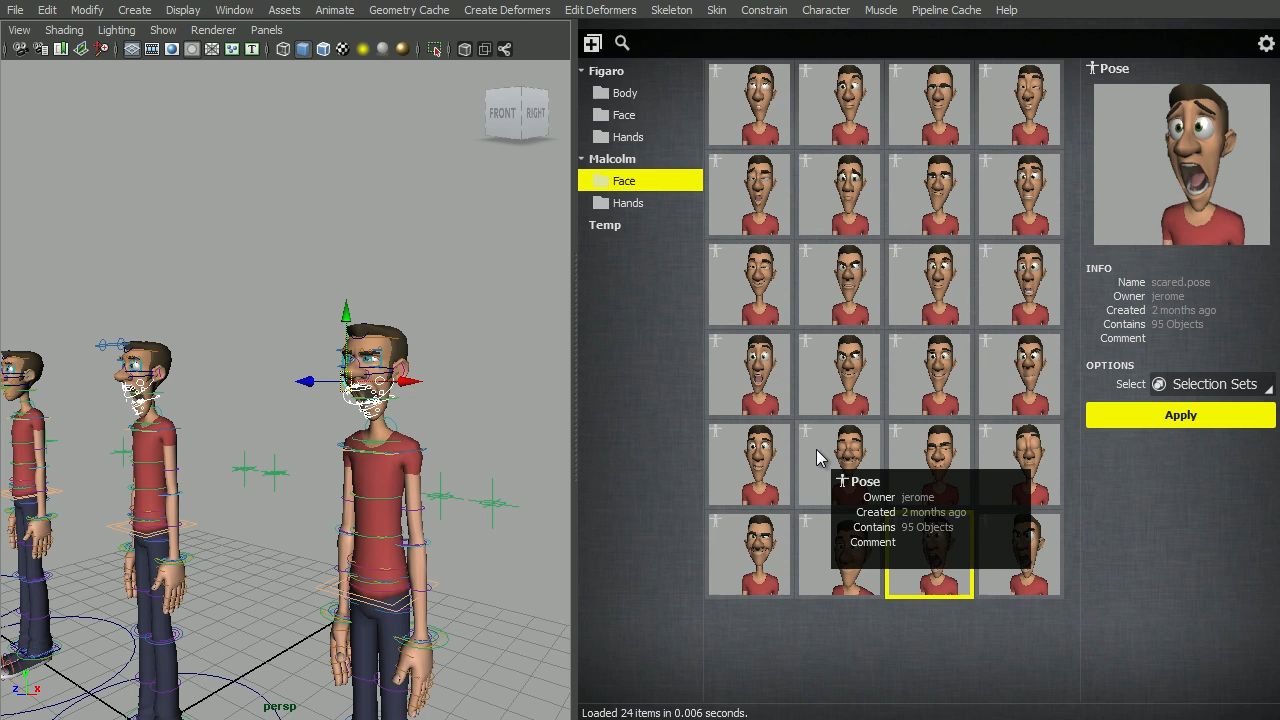 File Edit Modify Create Display Window Assets Animate Geometry Cache Create Deformers Edit Deformers Skeleton Skin Constrain Character Muscle Pipeline Cache Help
View Shading Lighting Show Renderer Panels
T
FRONT RIGHT
z x
y
persp
Figaro
Body
Face
Hands
Malcolm
Face
Hands
Temp
Pose
Owner jerome
Created 2 months ago
Contains 95 Objects
Comment
Pose
INFO
Name scared.pose
Owner jerome
Created 2 months ago
Contains 95 Objects
Comment
OPTIONS
Select Selection Sets
Apply
Loaded 24 items in 0.006 seconds.